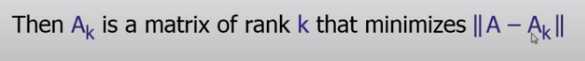 Then Aₖ is a matrix of rank k that minimizes ‖A − Aₖ‖